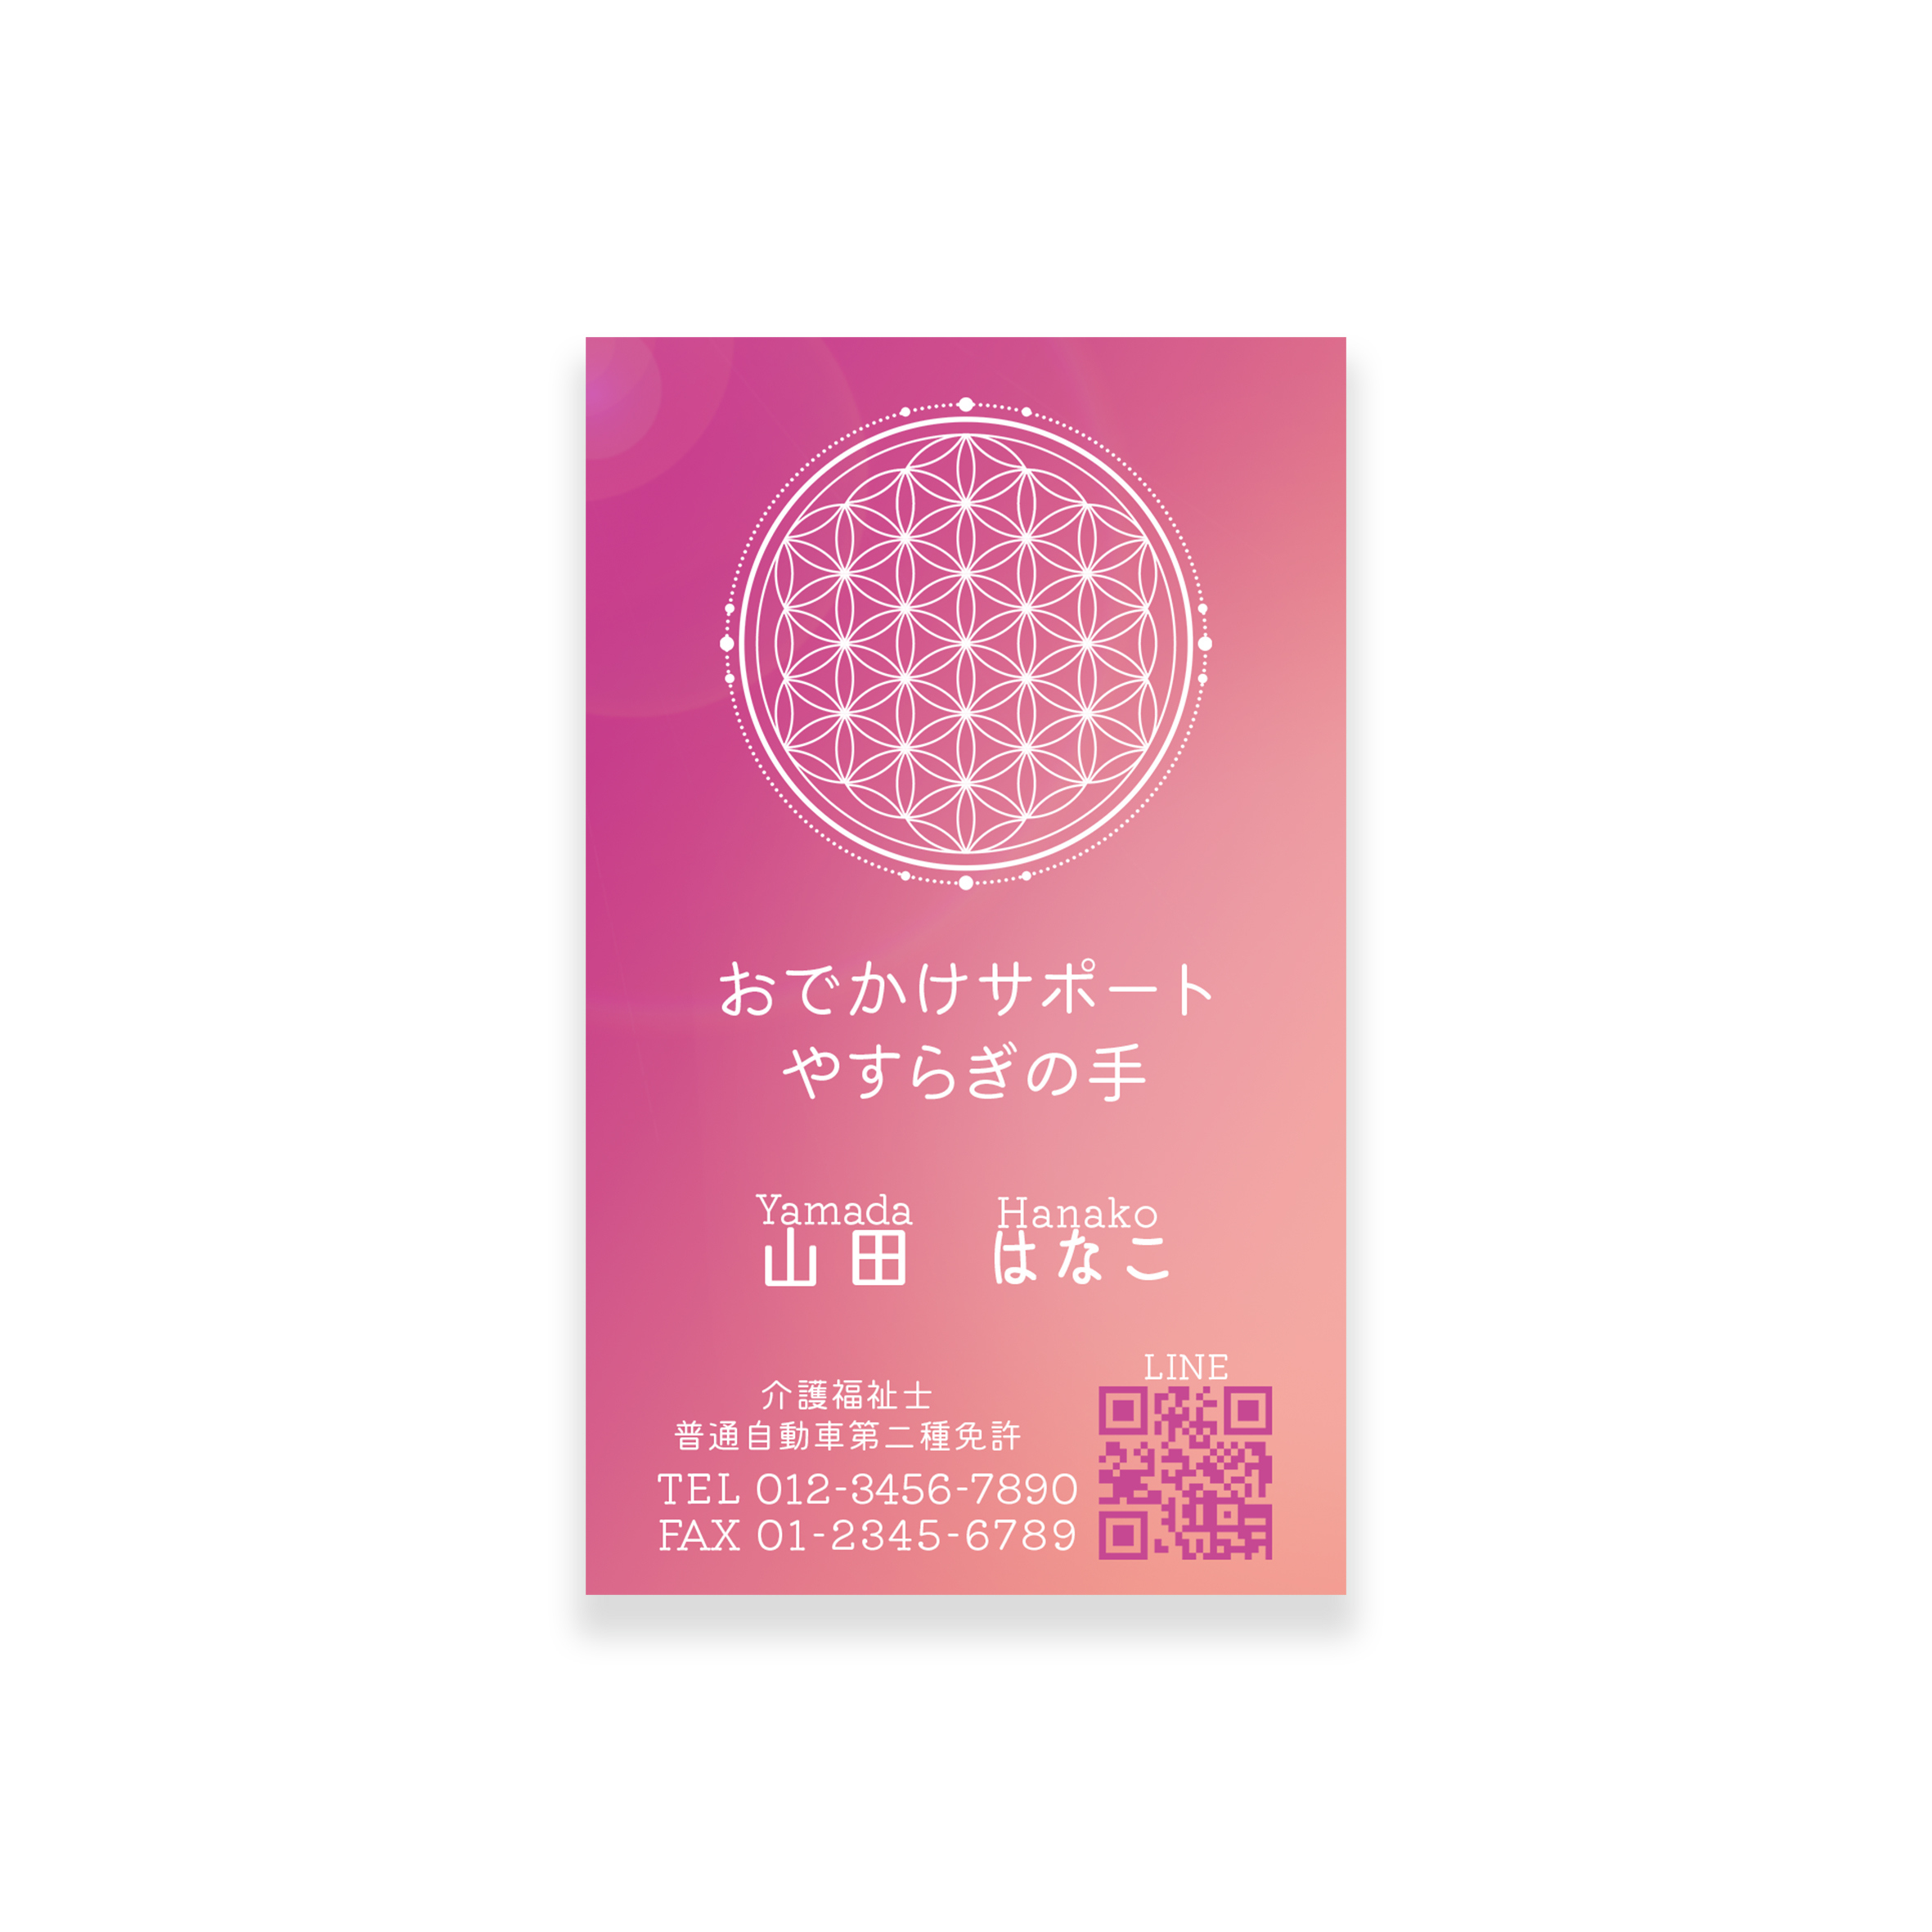 おでかけサポート
やすらぎの手
Yamada Hanako
山田 はなこ
LINE
介護福祉士
普通自動車第二種免許
TEL 012-3456-7890
FAX 01-2345-6789